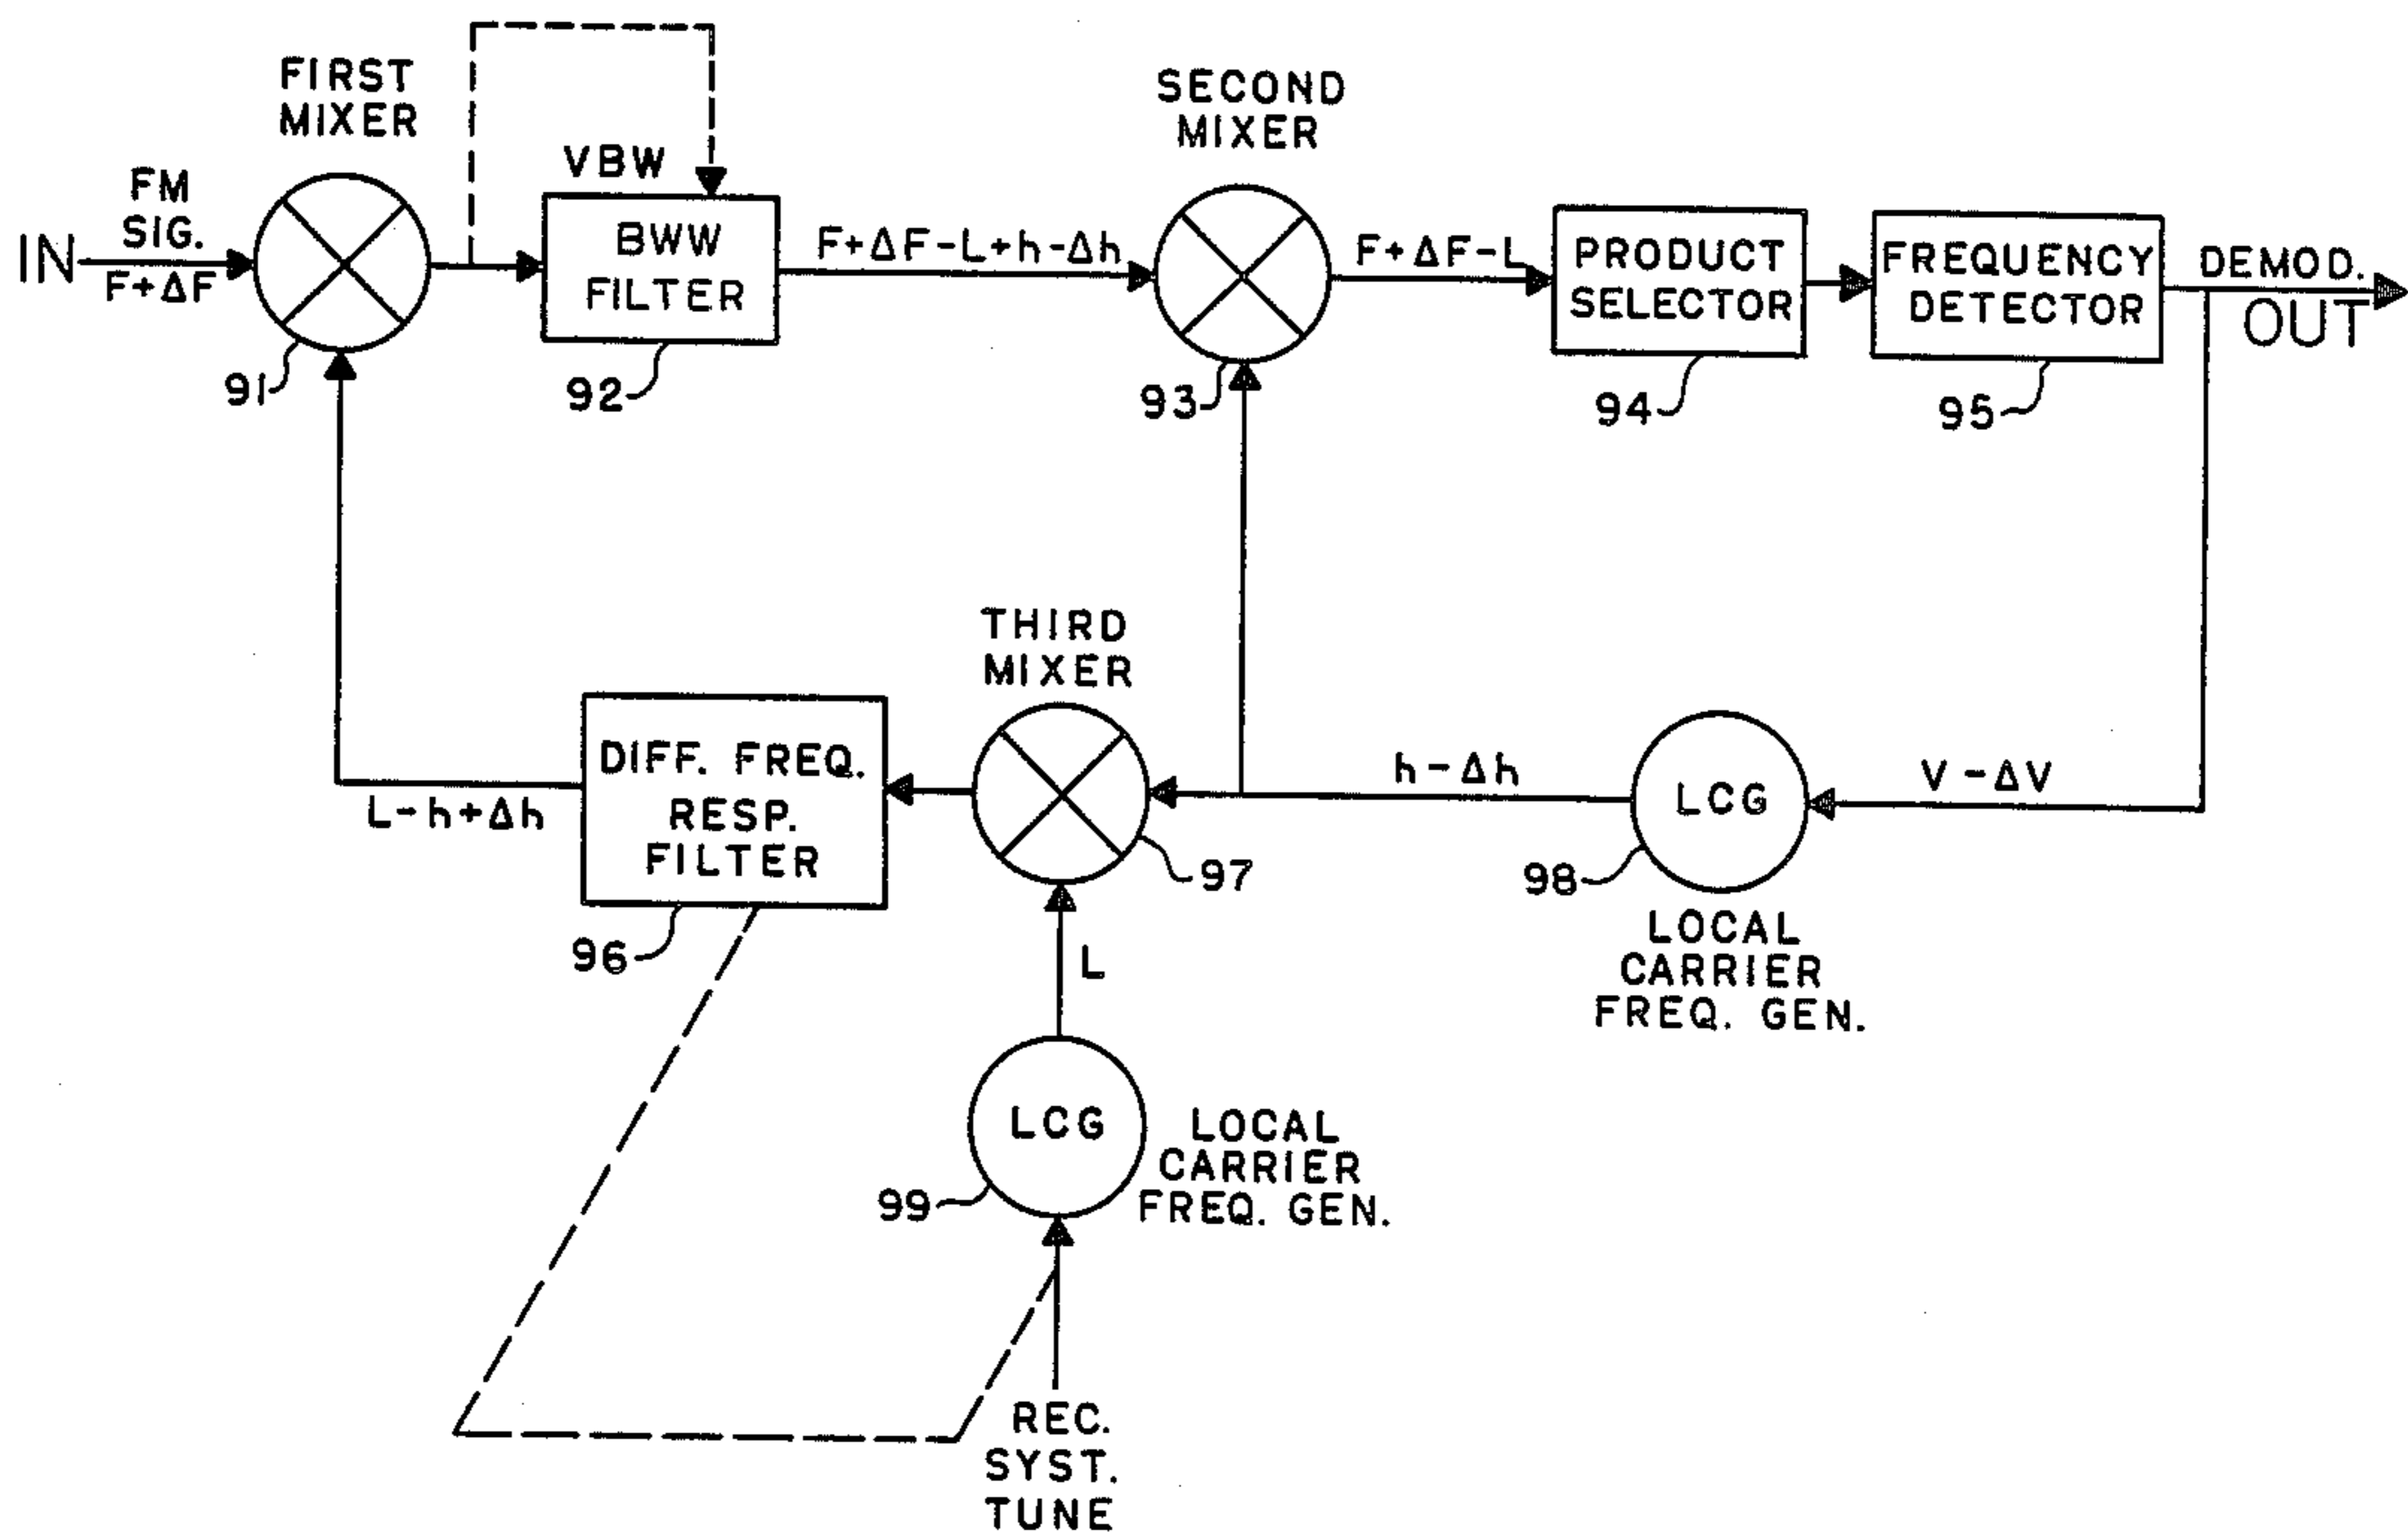 FIRST
MIXER
SECOND
MIXER
VBW
FM
SIG.
IN
F+ΔF
BWW
FILTER
F+ΔF-L+h-Δh
F+ΔF-L
PRODUCT
SELECTOR
FREQUENCY
DETECTOR
DEMOD.
OUT
91
92
93
94
95
THIRD
MIXER
DIFF. FREQ.
RESP.
FILTER
L-h+Δh
h-Δh
LCG
V-ΔV
97
98
96
L
LOCAL
CARRIER
FREQ. GEN.
LCG
LOCAL
CARRIER
FREQ. GEN.
99
REC.
SYST.
TUNE